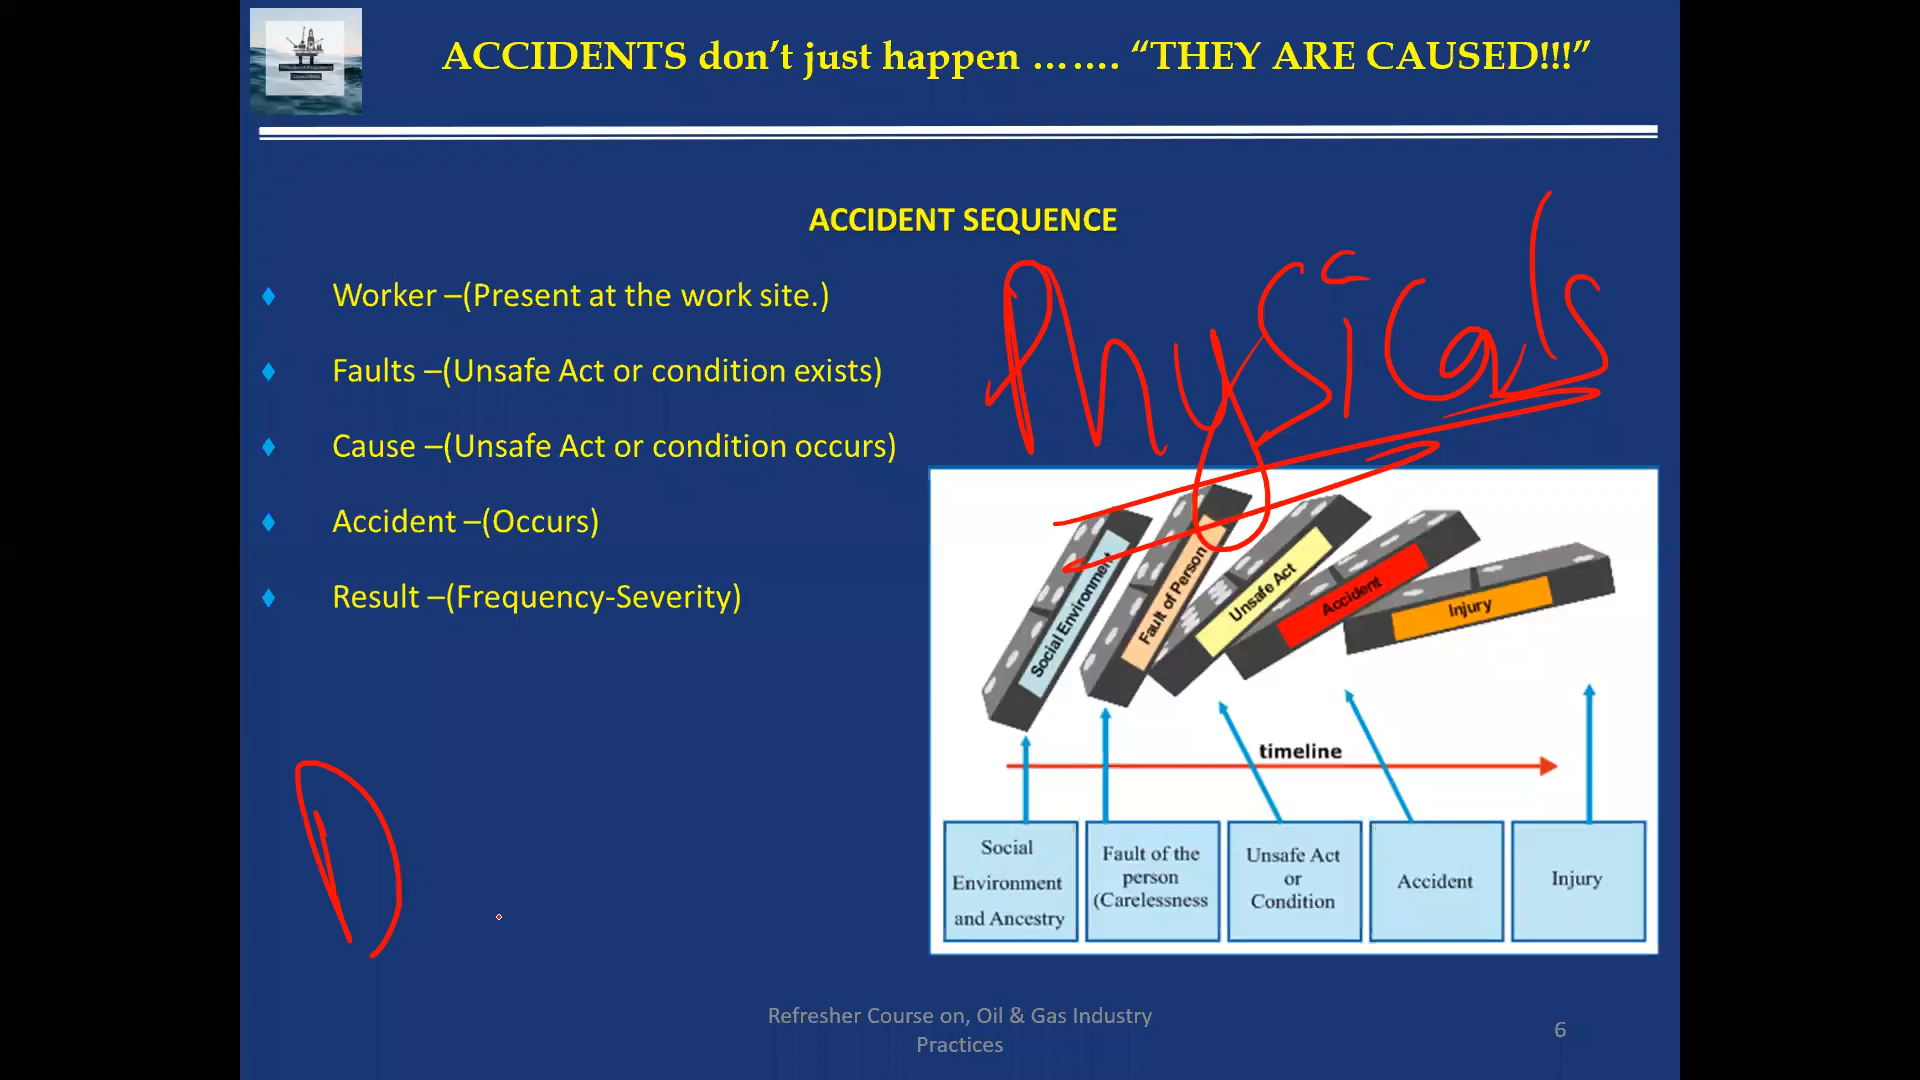 ACCIDENTS don’t just happen ……. “THEY ARE CAUSED!!!”
ACCIDENT SEQUENCE
Worker –(Present at the work site.)
Faults –(Unsafe Act or condition exists)
Cause –(Unsafe Act or condition occurs)
Accident –(Occurs)
Result –(Frequency-Severity)
Physicals
D
Social Environment
Fault of Person
Unsafe Act
Accident
Injury
timeline
Social
Environment
and Ancestry
Fault of the
person
(Carelessness
Unsafe Act
or
Condition
Accident
Injury
Refresher Course on, Oil & Gas Industry
Practices
6